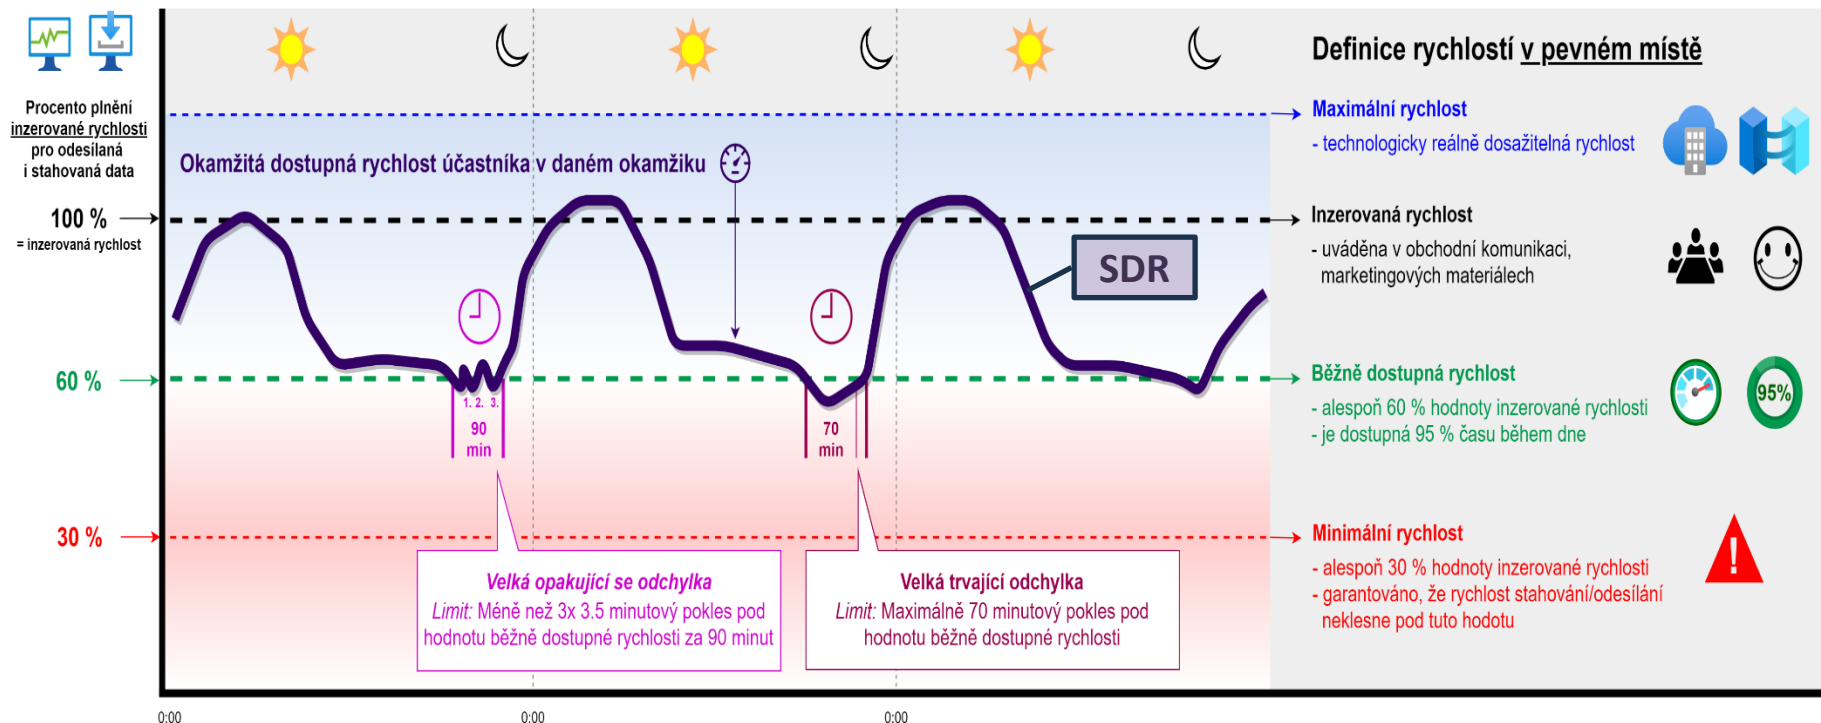 Procento plnění
inzerované rychlosti
pro odesílaná
i stahovaná data
100 %
= inzerovaná rychlost
60 %
30 %
Okamžitá dostupná rychlost účastníka v daném okamžiku
SDR
1. 2. 3.
90
min
70
min
Velká opakující se odchylka
Limit: Méně než 3x 3.5 minutový pokles pod
hodnotu běžně dostupné rychlosti za 90 minut
Velká trvající odchylka
Limit: Maximálně 70 minutový pokles pod
hodnotu běžně dostupné rychlosti
0:00
0:00
0:00
Definice rychlostí v pevném místě
Maximální rychlost
- technologicky reálně dosažitelná rychlost
Inzerovaná rychlost
- uváděna v obchodní komunikaci,
marketingových materiálech
Běžně dostupná rychlost
- alespoň 60 % hodnoty inzerované rychlosti
- je dostupná 95 % času během dne
95%
Minimální rychlost
- alespoň 30 % hodnoty inzerované rychlosti
- garantováno, že rychlost stahování/odesílání
neklesne pod tuto hodotu
!